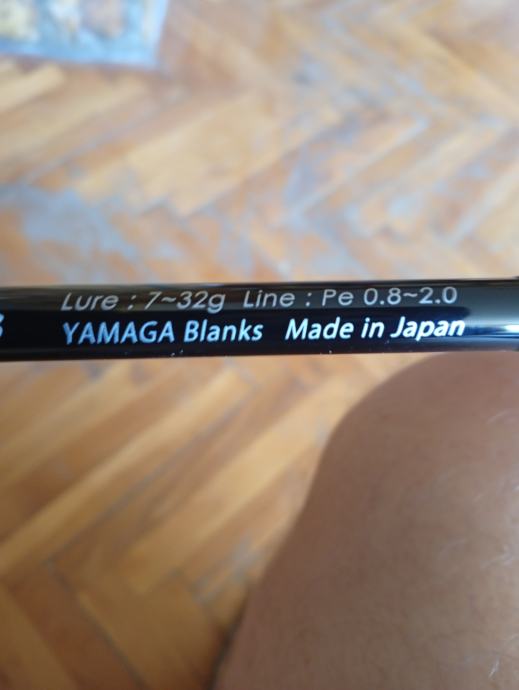 Lure : 7~32g Line : Pe 0.8~2.0
YAMAGA Blanks Made in Japan